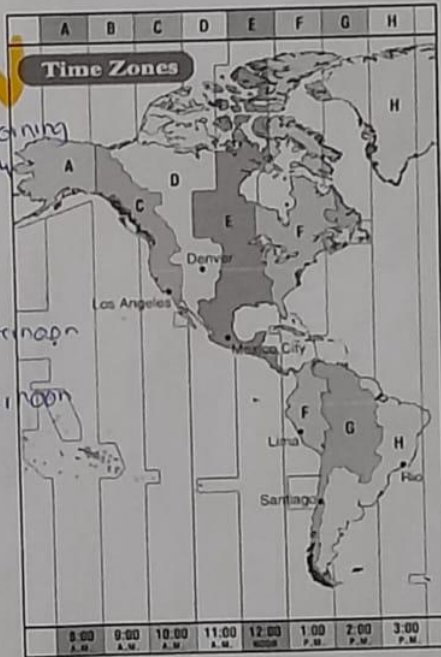 A B C D E F G H
Time Zones
H
A
D
C
E
F
Denver
Los Angeles
Mexico City
F
G
Lima
H
Rio
Santiago
8:00 9:00 10:00 11:00 12:00 1:00 2:00 3:00
A.M. A.M. A.M. A.M. NOON P.M. P.M. P.M.